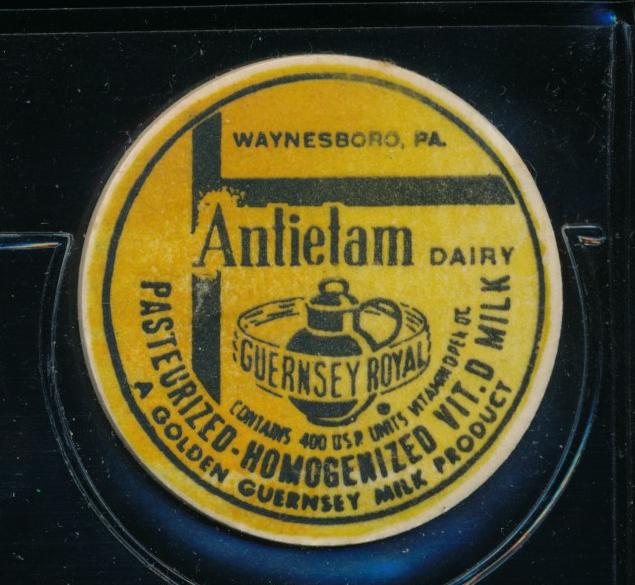 WAYNESBORO, PA.
Antietam DAIRY
GUERNSEY ROYAL
CONTAINS 400 U.S.P. UNITS VITAMIN D PER QT.
PASTEURIZED-HOMOGENIZED VIT.D MILK
A GOLDEN GUERNSEY MILK PRODUCT